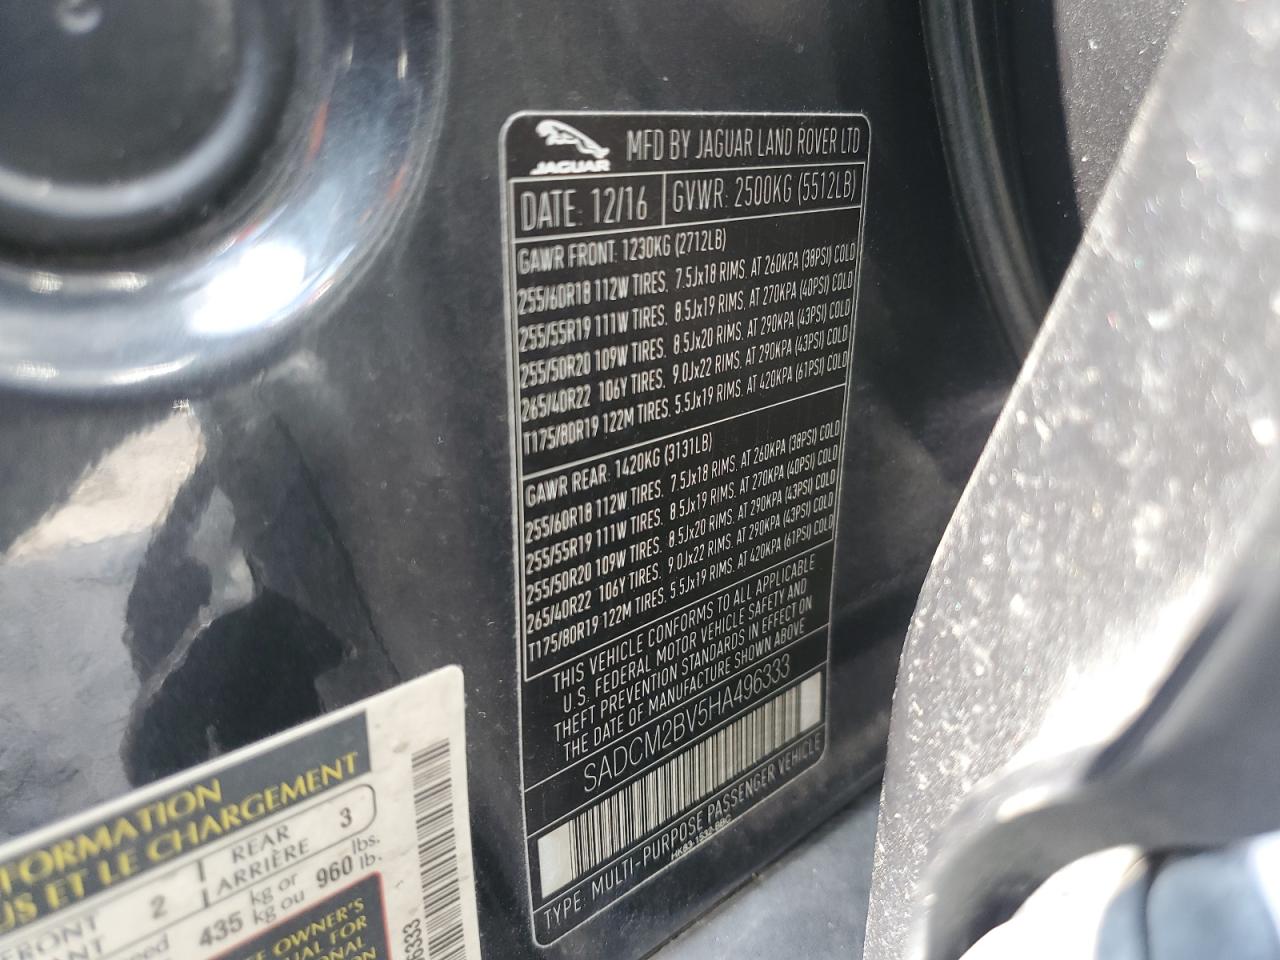 JAGUAR
MFD BY JAGUAR LAND ROVER LTD
DATE: 12/16
GVWR: 2500KG (5512LB)
GAWR FRONT: 1230KG (2712LB)
255/60R18 112W TIRES, 7.5Jx18 RIMS, AT 260KPA (38PSI) COLD
255/55R19 111W TIRES, 8.5Jx19 RIMS, AT 270KPA (40PSI) COLD
255/50R20 109W TIRES, 8.5Jx20 RIMS, AT 290KPA (43PSI) COLD
265/40R22 106Y TIRES, 9.0Jx22 RIMS, AT 290KPA (43PSI) COLD
T175/80R19 122M TIRES, 5.5Jx19 RIMS, AT 420KPA (61PSI) COLD
GAWR REAR: 1420KG (3131LB)
255/60R18 112W TIRES, 7.5Jx18 RIMS, AT 260KPA (38PSI) COLD
255/55R19 111W TIRES, 8.5Jx19 RIMS, AT 270KPA (40PSI) COLD
255/50R20 109W TIRES, 8.5Jx20 RIMS, AT 290KPA (43PSI) COLD
265/40R22 106Y TIRES, 9.0Jx22 RIMS, AT 290KPA (43PSI) COLD
T175/80R19 122M TIRES, 5.5Jx19 RIMS, AT 420KPA (61PSI) COLD
THIS VEHICLE CONFORMS TO ALL APPLICABLE
U.S. FEDERAL MOTOR VEHICLE SAFETY AND
THEFT PREVENTION STANDARDS IN EFFECT ON
THE DATE OF MANUFACTURE SHOWN ABOVE
SADCM2BV5HA496333
TYPE: MULTI-PURPOSE PASSENGER VEHICLE
FORMATION
US ET LE CHARGEMENT
FRONT 2 REAR 3
ANT ARRIÈRE
eed 435 kg or 960 lbs.
kg ou lb.
E OWNER'S
UAL FOR
IONAL
6333